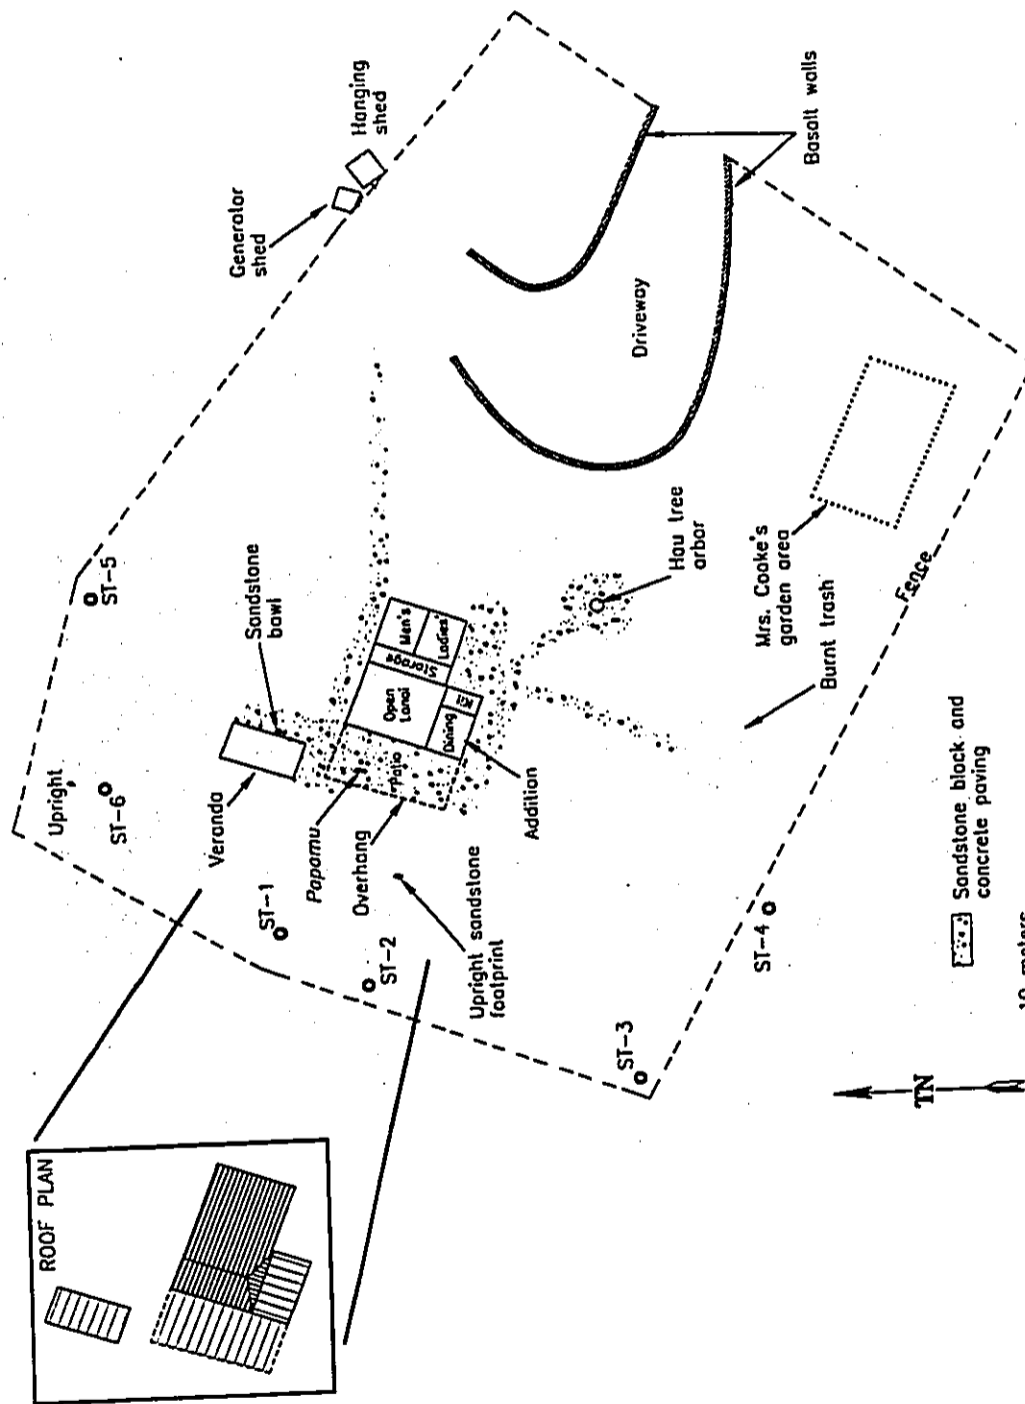 ROOF PLAN
Upright
ST-6
ST-5
Generator
shed
Hanging
shed
Veranda
Sandstone
bowl
ST-1
Papamu
Overhang
ST-2
Upright sandstone
footprint
Patio
Open
Lanai
Storage
Men's
Ladies'
Dining
Kit
Addition
Hau tree
arbor
Driveway
Basalt walls
ST-3
ST-4
Burnt trash
Mrs. Cooke's
garden area
Fence
Sandstone block and
concrete paving
TN
10 meters